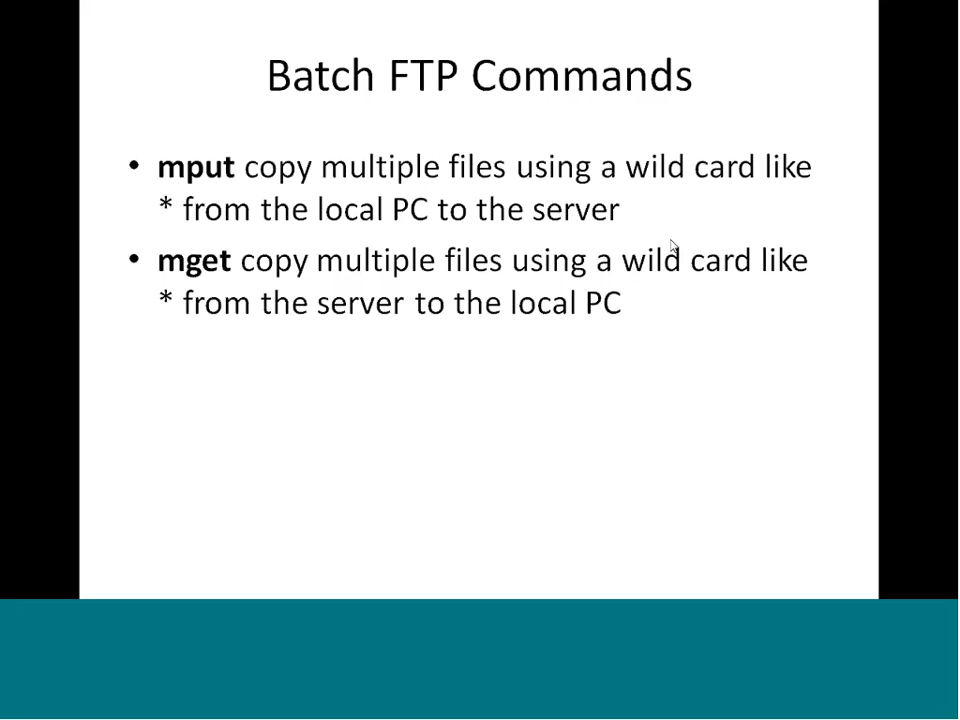 Batch FTP Commands
• mput copy multiple files using a wild card like
* from the local PC to the server
• mget copy multiple files using a wild card like
* from the server to the local PC